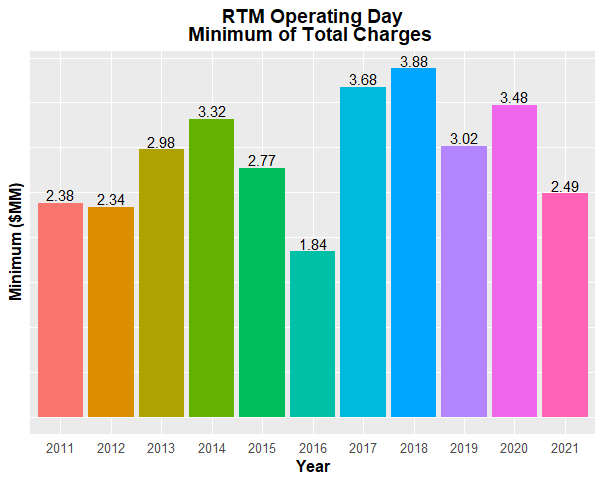 RTM Operating Day
Minimum of Total Charges
Minimum ($MM)
2.38
2.34
2.98
3.32
2.77
1.84
3.68
3.88
3.02
3.48
2.49
2011 2012 2013 2014 2015 2016 2017 2018 2019 2020 2021
Year